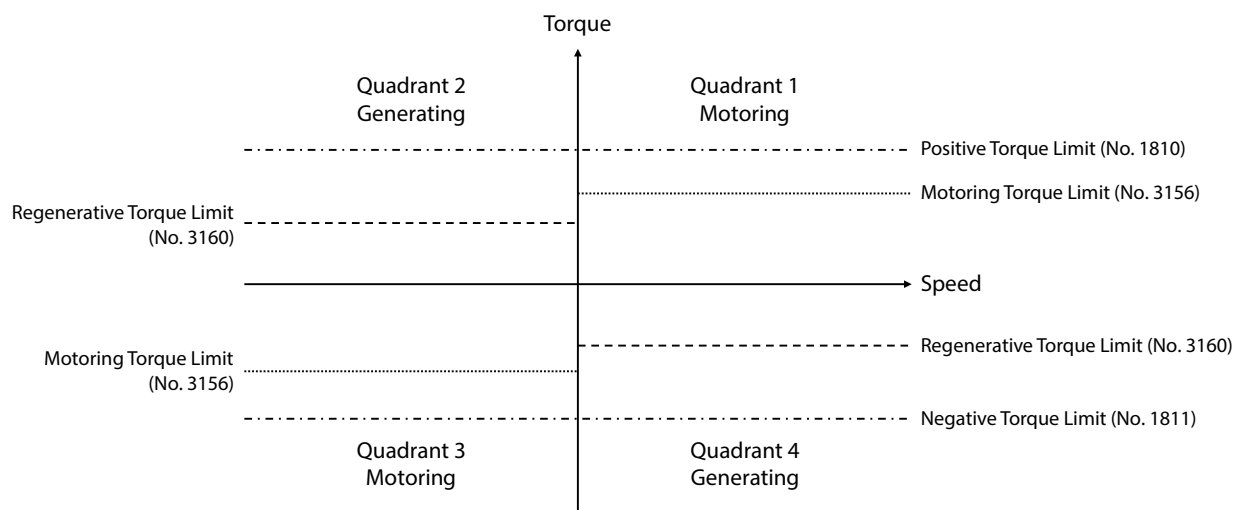 Torque
Quadrant 2
Generating
Quadrant 1
Motoring
Positive Torque Limit (No. 1810)
Motoring Torque Limit (No. 3156)
Regenerative Torque Limit
(No. 3160)
Speed
Regenerative Torque Limit (No. 3160)
Motoring Torque Limit
(No. 3156)
Negative Torque Limit (No. 1811)
Quadrant 3
Motoring
Quadrant 4
Generating